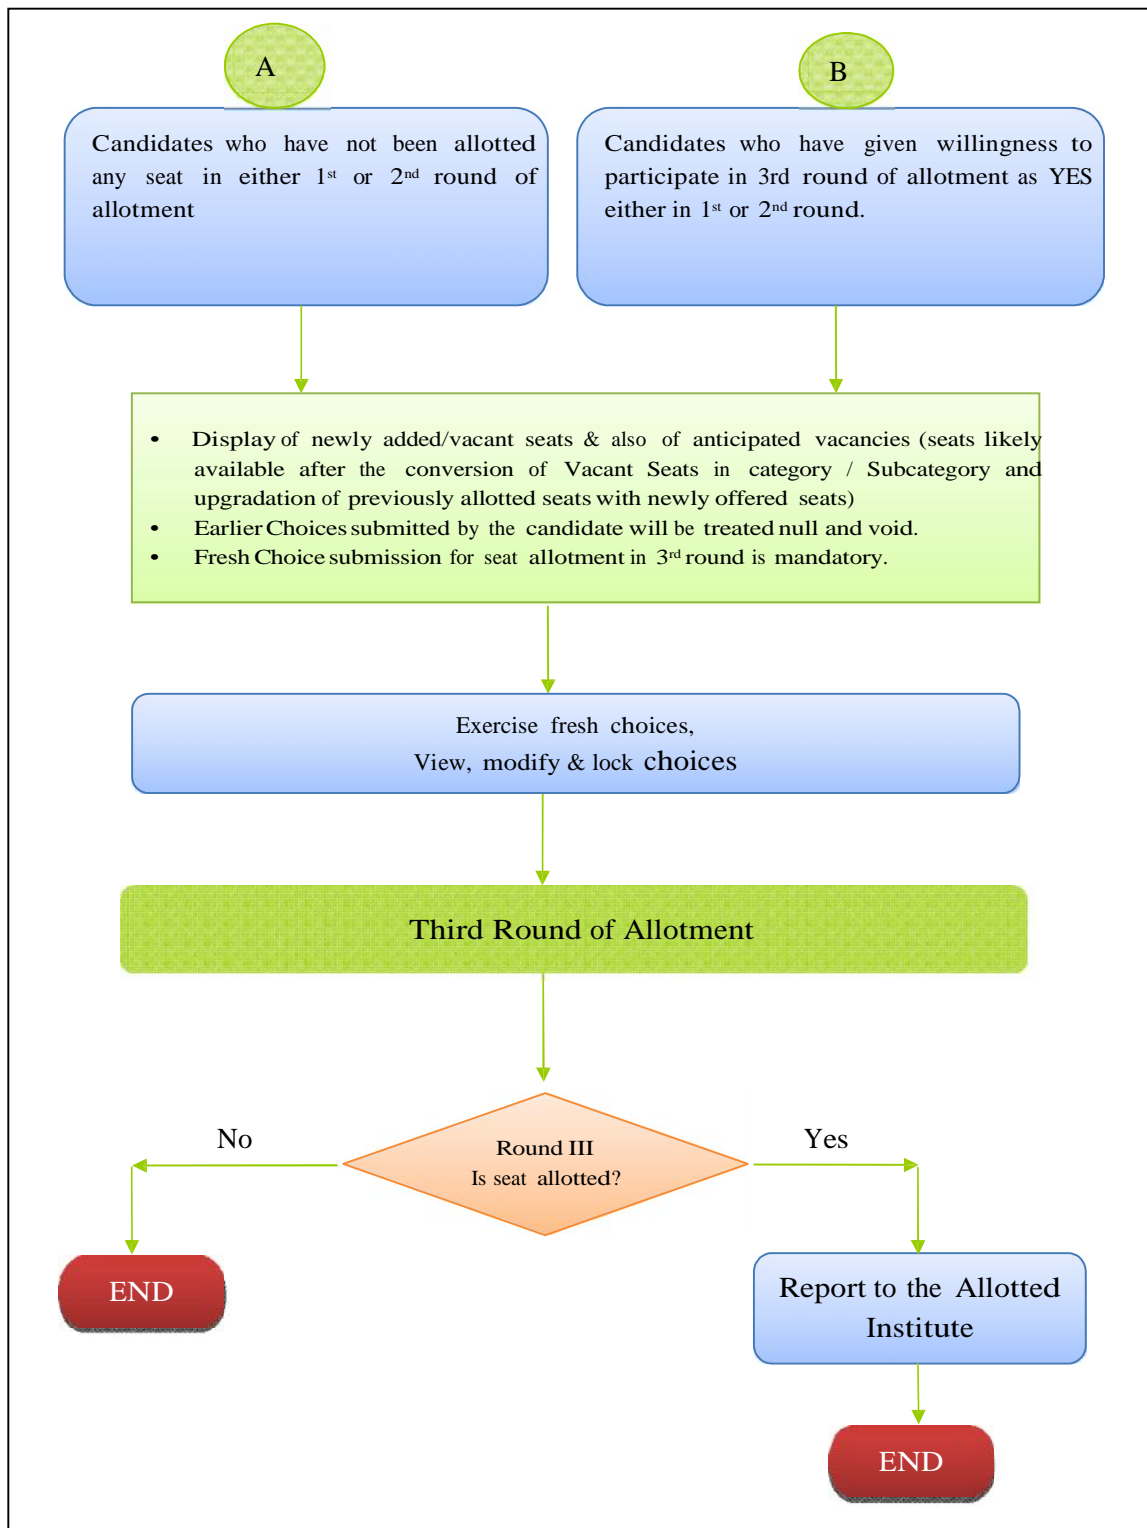 A
B
Candidates who have not been allotted
any seat in either 1st or 2nd round of
allotment
Candidates who have given willingness to
participate in 3rd round of allotment as YES
either in 1st or 2nd round.
• Display of newly added/vacant seats & also of anticipated vacancies (seats likely
available after the conversion of Vacant Seats in category / Subcategory and
upgradation of previously allotted seats with newly offered seats)
• Earlier Choices submitted by the candidate will be treated null and void.
• Fresh Choice submission for seat allotment in 3rd round is mandatory.
Exercise fresh choices,
View, modify & lock choices
Third Round of Allotment
No
Round III
Is seat allotted?
Yes
END
Report to the Allotted
Institute
END